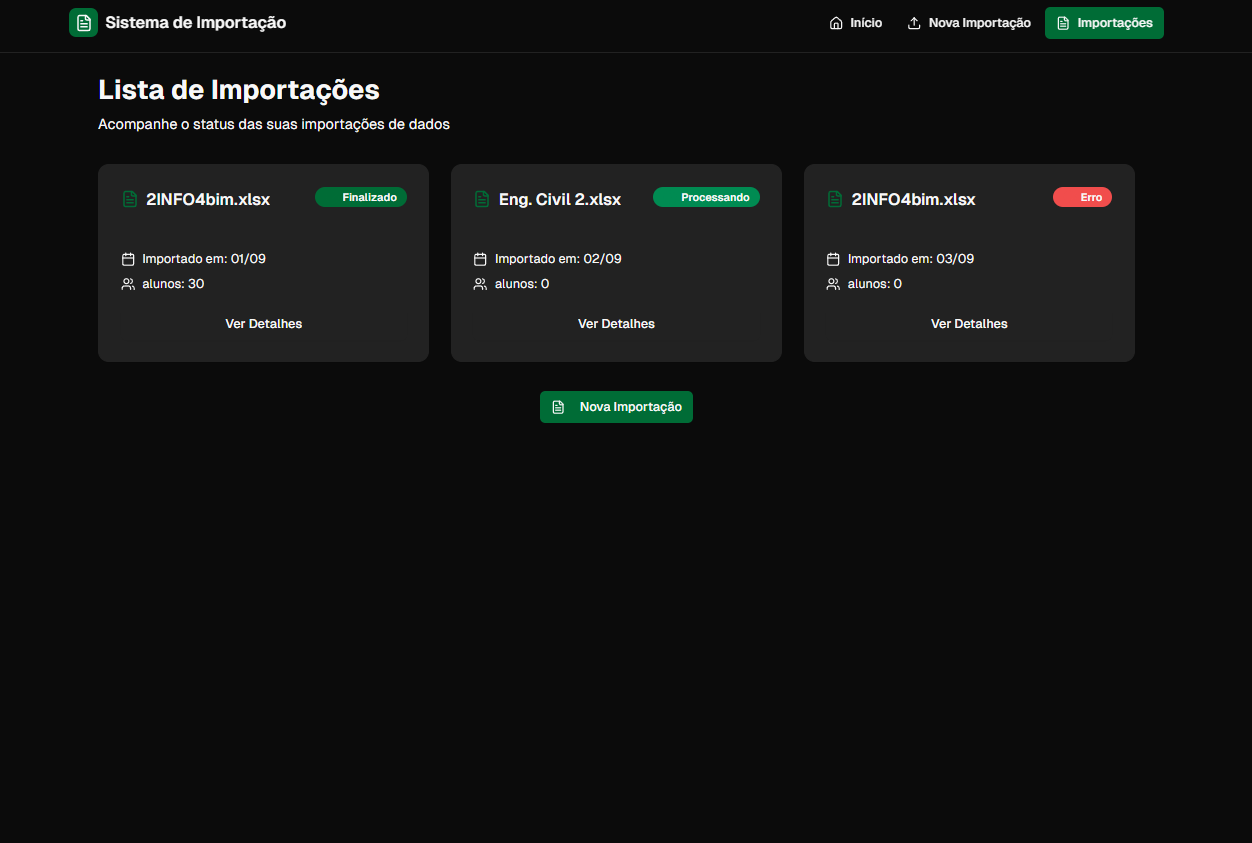 Sistema de Importação
Início
Nova Importação
Importações
Lista de Importações
Acompanhe o status das suas importações de dados
2INFO4bim.xlsx
Finalizado
Importado em: 01/09
alunos: 30
Ver Detalhes
Eng. Civil 2.xlsx
Processando
Importado em: 02/09
alunos: 0
Ver Detalhes
2INFO4bim.xlsx
Erro
Importado em: 03/09
alunos: 0
Ver Detalhes
Nova Importação